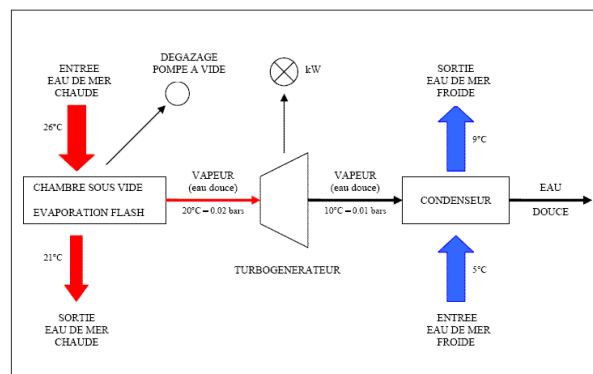 ENTREE
EAU DE MER
CHAUDE
DEGAZAGE
POMPE A VIDE
kW
SORTIE
EAU DE MER
FROIDE
26°C
9°C
CHAMBRE SOUS VIDE
EVAPORATION FLASH
VAPEUR
(eau douce)
20°C – 0.02 bars
VAPEUR
(eau douce)
10°C – 0.01 bars
CONDENSEUR
EAU
DOUCE
21°C
TURBOGENERATEUR
5°C
SORTIE
EAU DE MER
CHAUDE
ENTREE
EAU DE MER
FROIDE